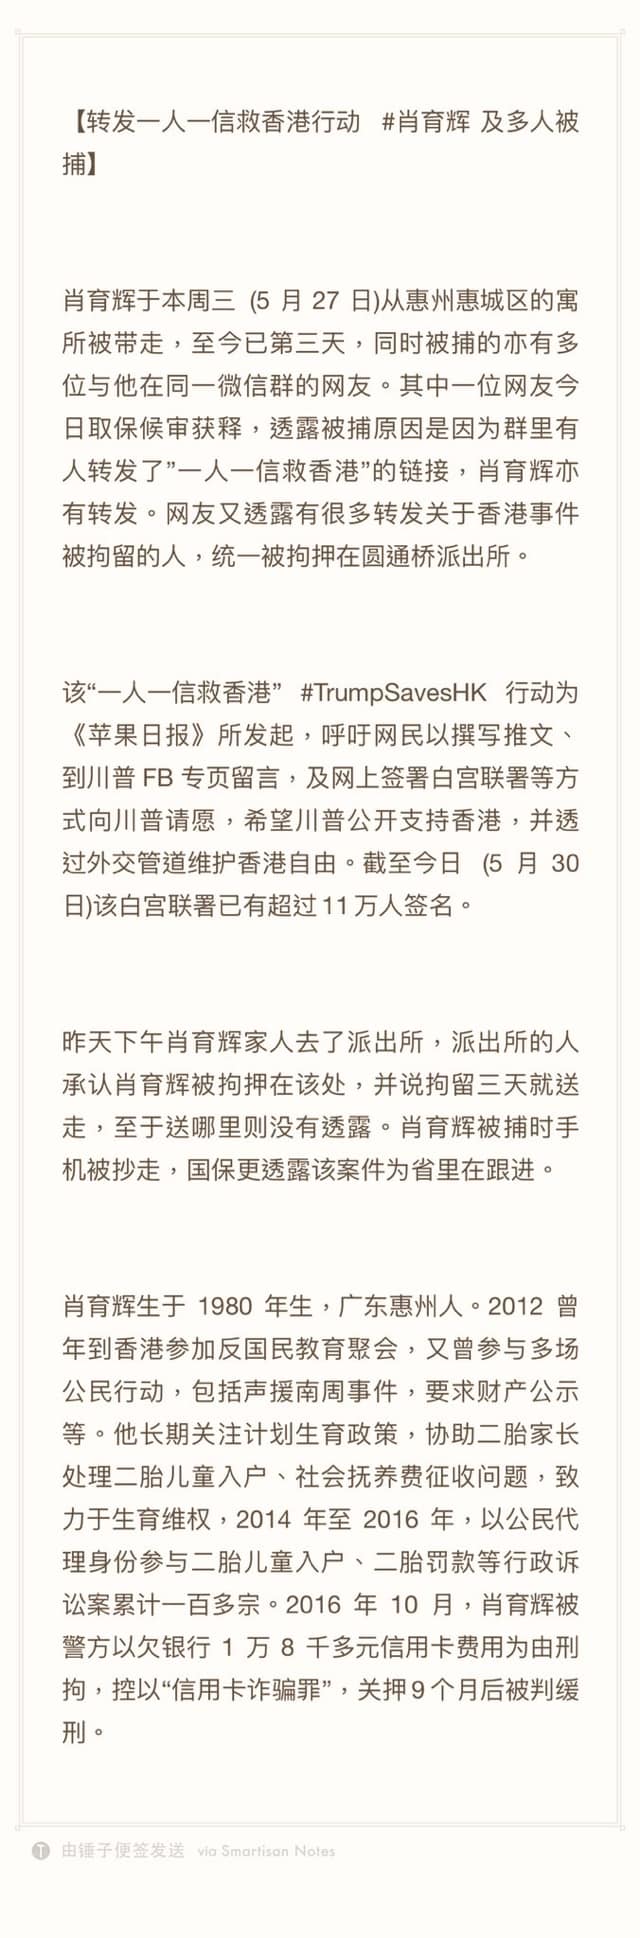 【转发一人一信救香港行动 #肖育辉 及多人被
捕】
肖育辉于本周三 (5 月 27 日)从惠州惠城区的寓
所被带走，至今已第三天，同时被捕的亦有多
位与他在同一微信群的网友。其中一位网友今
日取保候审获释，透露被捕原因是因为群里有
人转发了”一人一信救香港”的链接，肖育辉亦
有转发。网友又透露有很多转发关于香港事件
被拘留的人，统一被拘押在圆通桥派出所。
该“一人一信救香港” #TrumpSavesHK 行动为
《苹果日报》所发起，呼吁网民以撰写推文、
到川普 FB 专页留言，及网上签署白宫联署等方
式向川普请愿，希望川普公开支持香港，并透
过外交管道维护香港自由。截至今日 (5 月 30
日)该白宫联署已有超过 11 万人签名。
昨天下午肖育辉家人去了派出所，派出所的人
承认肖育辉被拘押在该处，并说拘留三天就送
走，至于送哪里则没有透露。肖育辉被捕时手
机被抄走，国保更透露该案件为省里在跟进。
肖育辉生于 1980 年生，广东惠州人。2012 曾
年到香港参加反国民教育聚会，又曾参与多场
公民行动，包括声援南周事件，要求财产公示
等。他长期关注计划生育政策，协助二胎家长
处理二胎儿童入户、社会抚养费征收问题，致
力于生育维权，2014 年至 2016 年，以公民代
理身份参与二胎儿童入户、二胎罚款等行政诉
讼案累计一百多宗。2016 年 10 月，肖育辉被
警方以欠银行 1 万 8 千多元信用卡费用为由刑
拘，控以“信用卡诈骗罪”，关押9个月后被判缓
刑。
由锤子便签发送 via Smartisan Notes